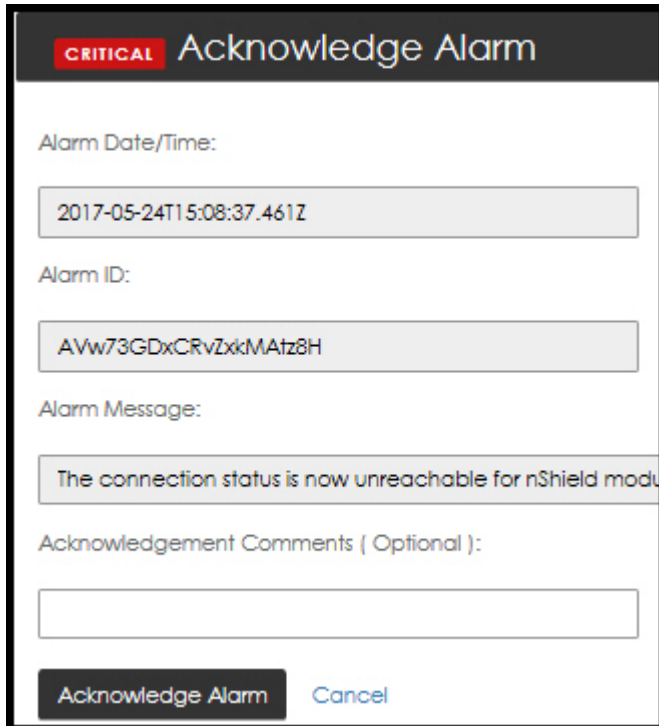 CRITICAL Acknowledge Alarm
Alarm Date/Time:
2017-05-24T15:08:37.461Z
Alarm ID:
AVw73GDxCRvZxkMAtz8H
Alarm Message:
The connection status is now unreachable for nShield modu
Acknowledgement Comments ( Optional ):
Acknowledge Alarm Cancel